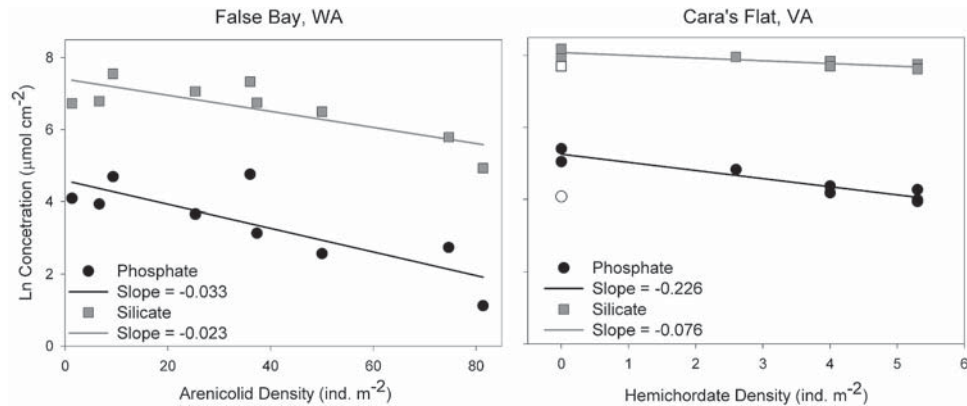 False Bay, WA
Cara's Flat, VA
Ln Concetration (μmol cm-2)
8
6
4
2
0
Phosphate
Slope = -0.033
Silicate
Slope = -0.023
0 20 40 60 80
Arenicolid Density (ind. m-2)
Phosphate
Slope = -0.226
Silicate
Slope = -0.076
0 1 2 3 4 5 6
Hemichordate Density (ind. m-2)